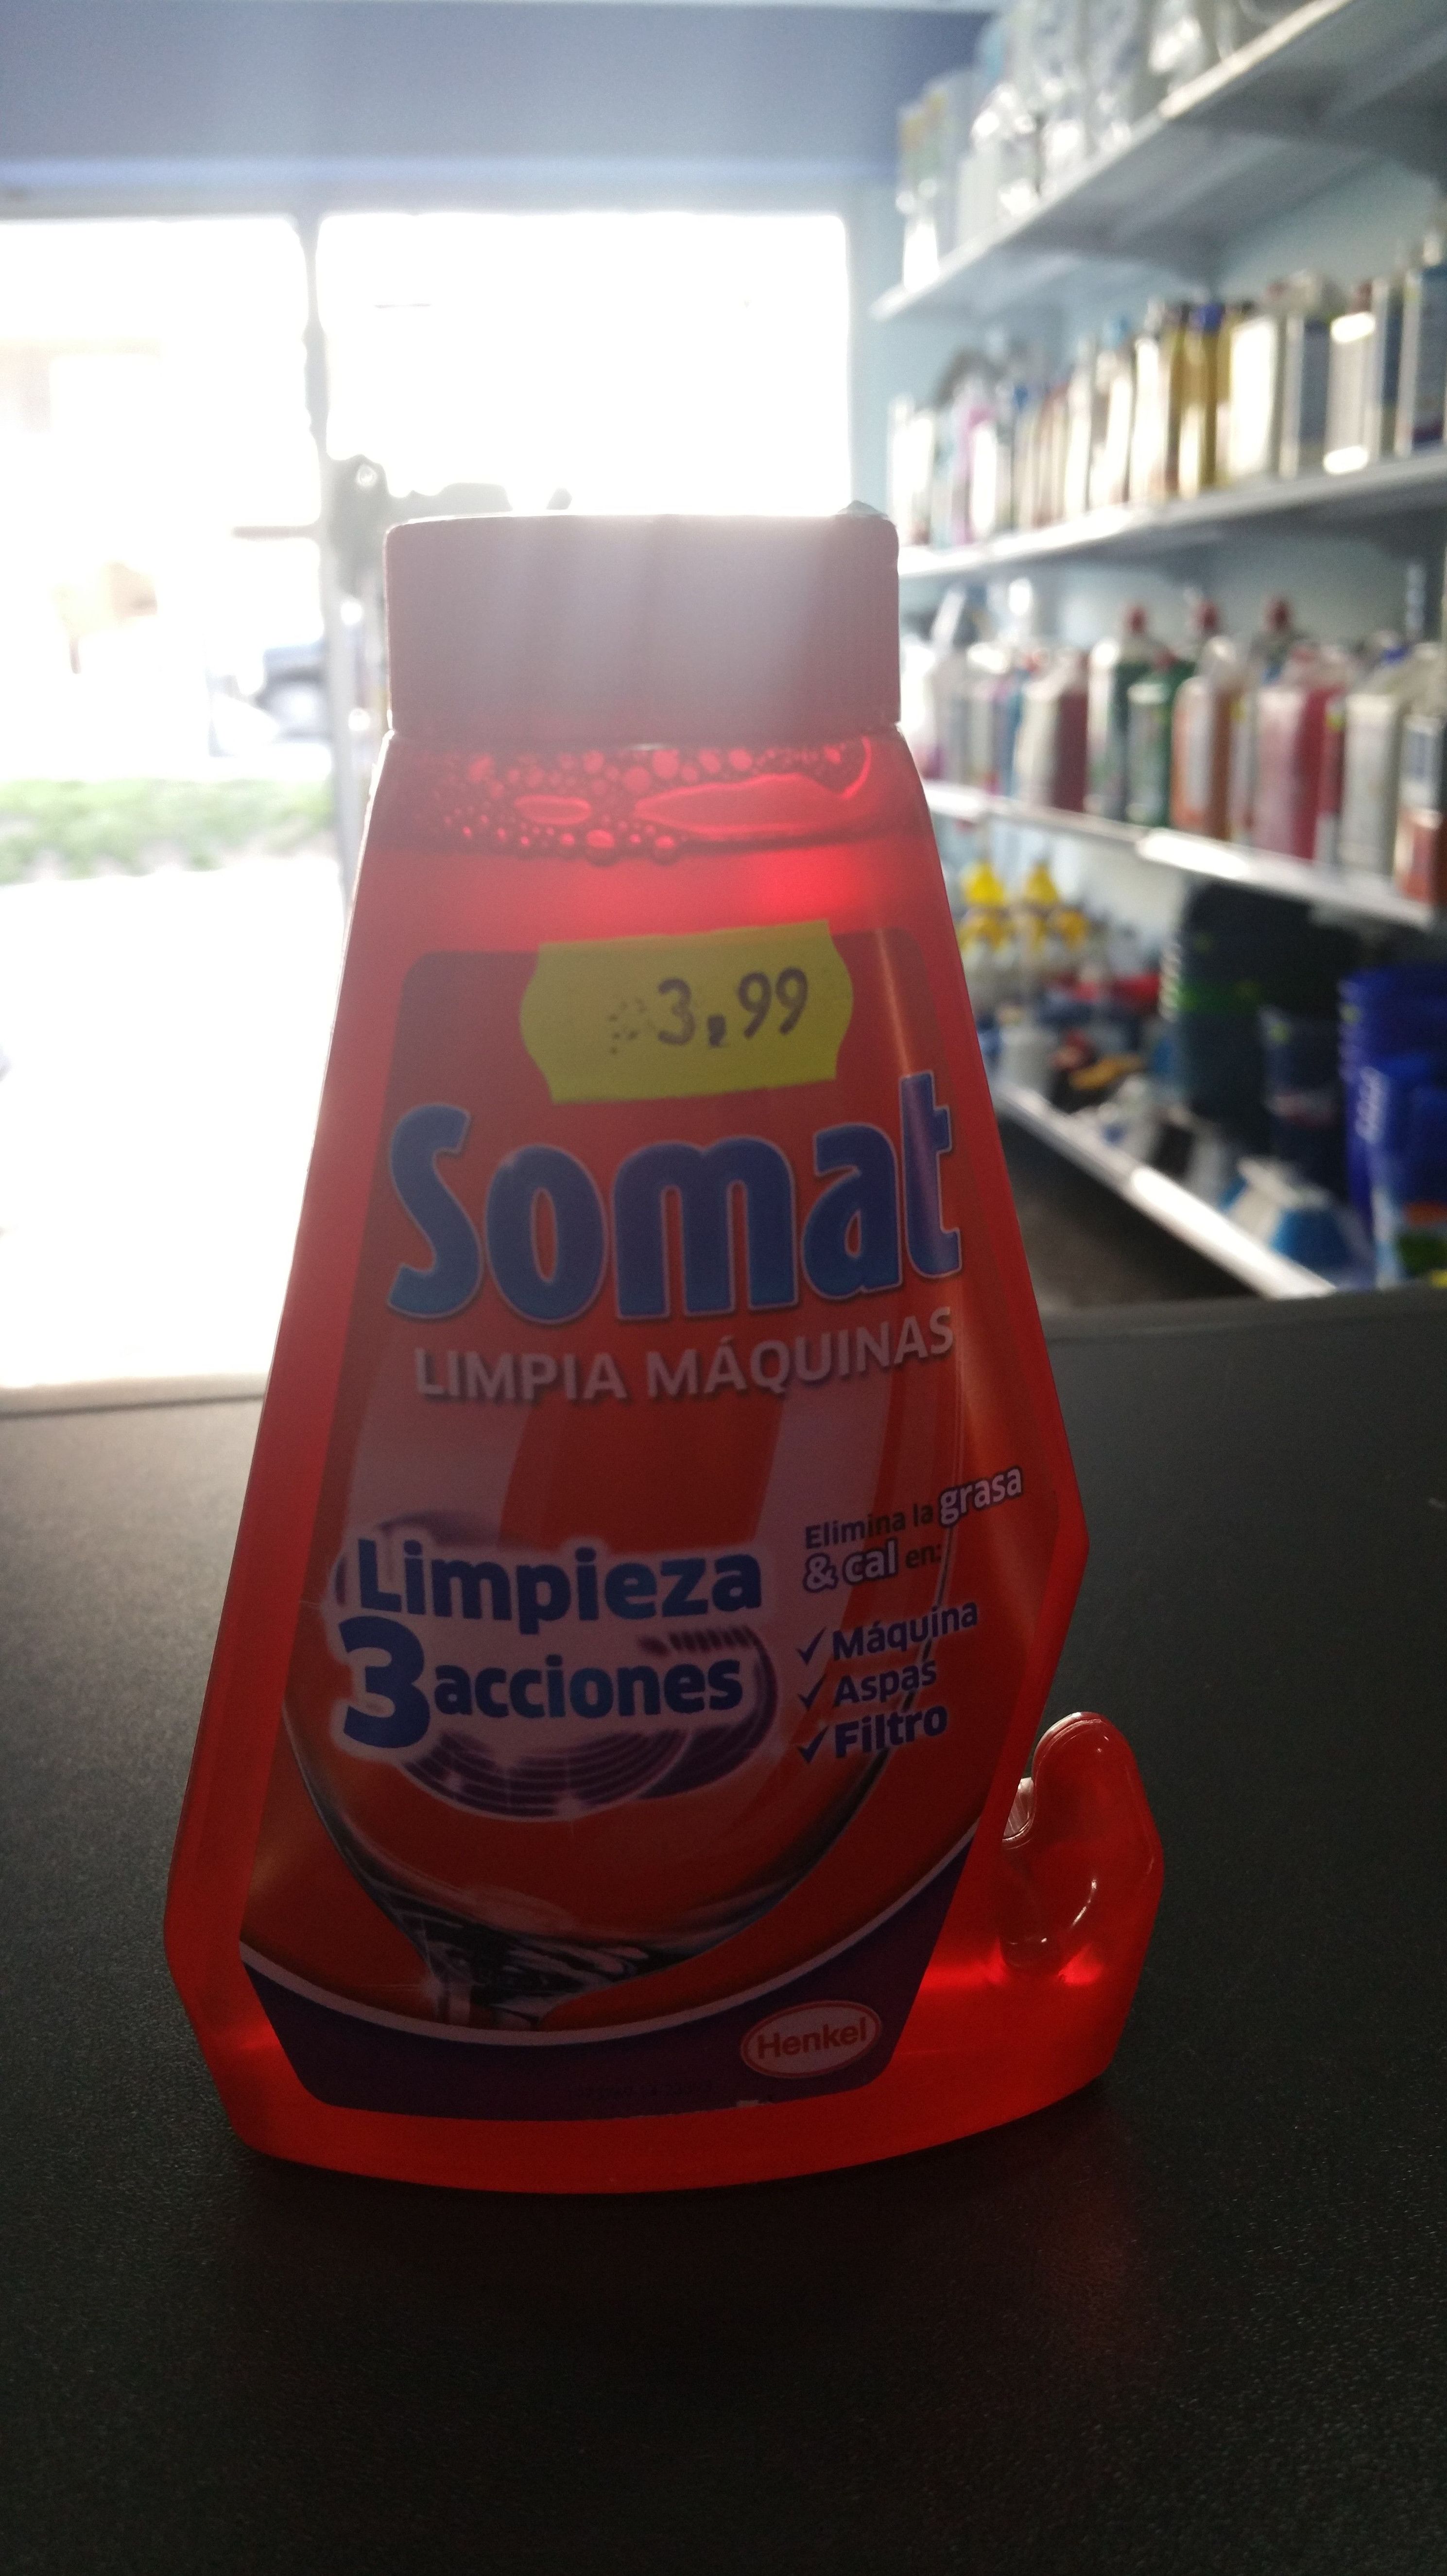 3,99
Somat
LIMPIA MÁQUINAS
Limpieza
3 acciones
Elimina la grasa
& cal en:
✓ Máquina
✓ Aspas
✓ Filtro
Henkel